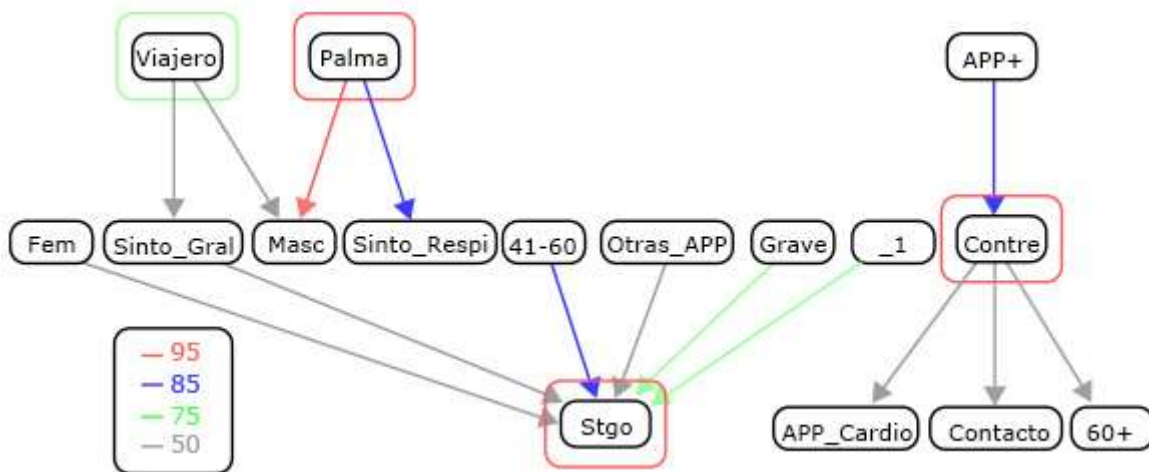 Viajero
Palma
APP+
Fem
Sinto_Gral
Masc
Sinto_Respi
41-60
Otras_APP
Grave
_1
Contre
95
85
75
50
Stgo
APP_Cardio
Contacto
60+